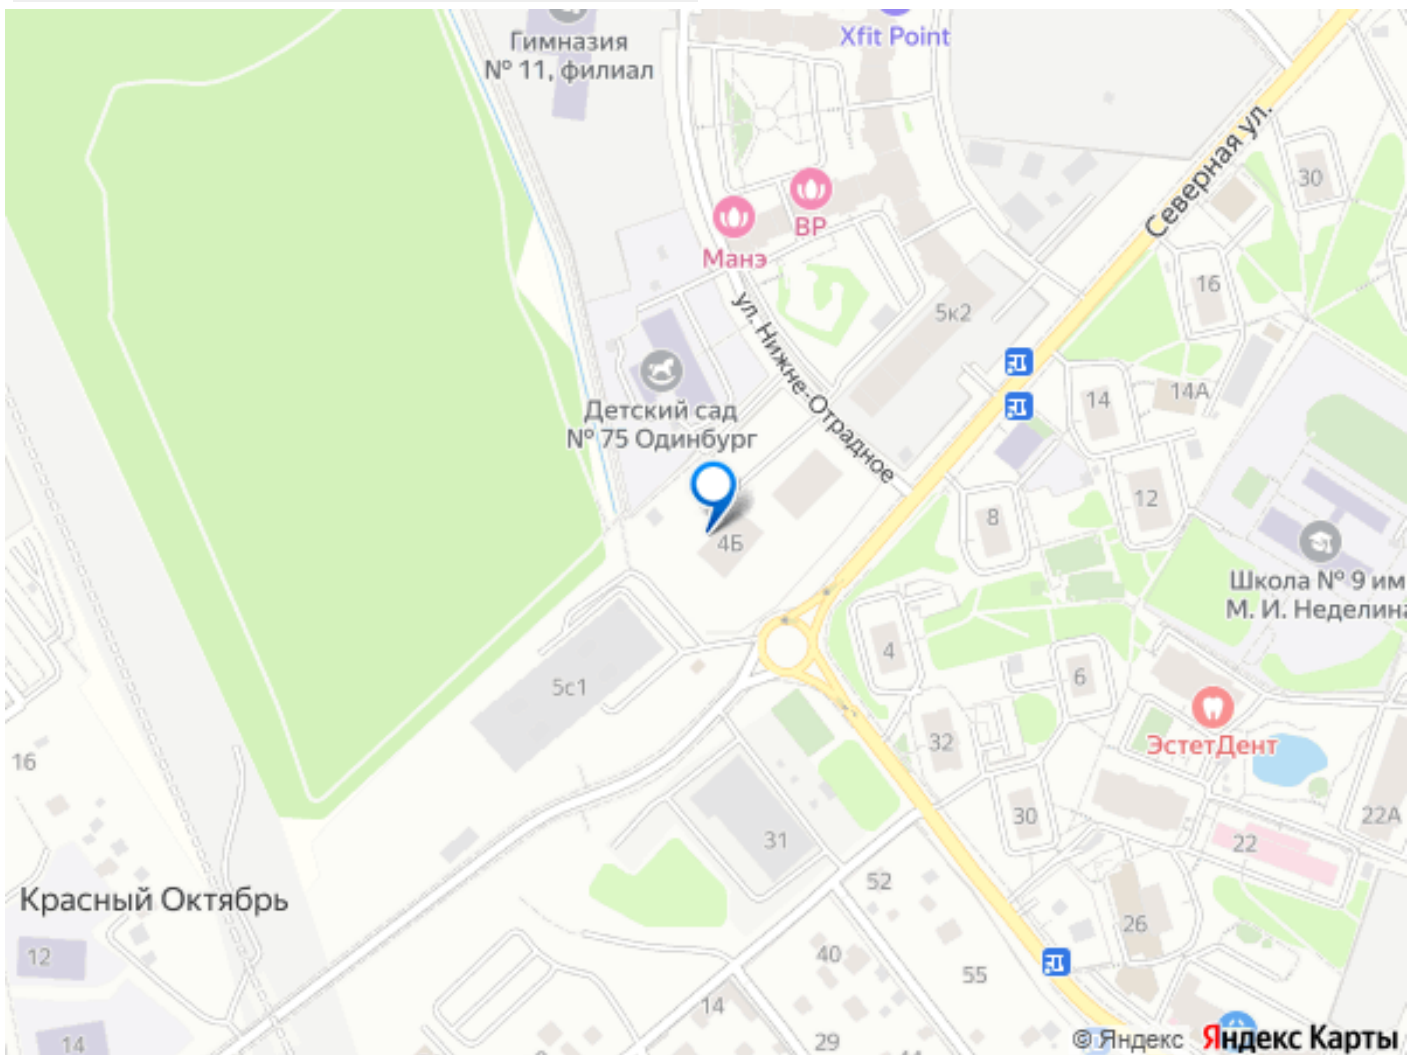 Xfit Point
Гимназия
№ 11, филиал
Северная ул.
30
ВР
Манэ
16
5к2
ул. Нижне-Отрадное
14А
14
Детский сад
№ 75 Одинбург
12
8
4Б
Школа № 9 им
М. И. Неделина
4
6
5с1
32
ЭстетДент
16
30
22А
31
22
52
Красный Октябрь
26
12
40
55
14
14
29
© Яндекс
Яндекс Карты